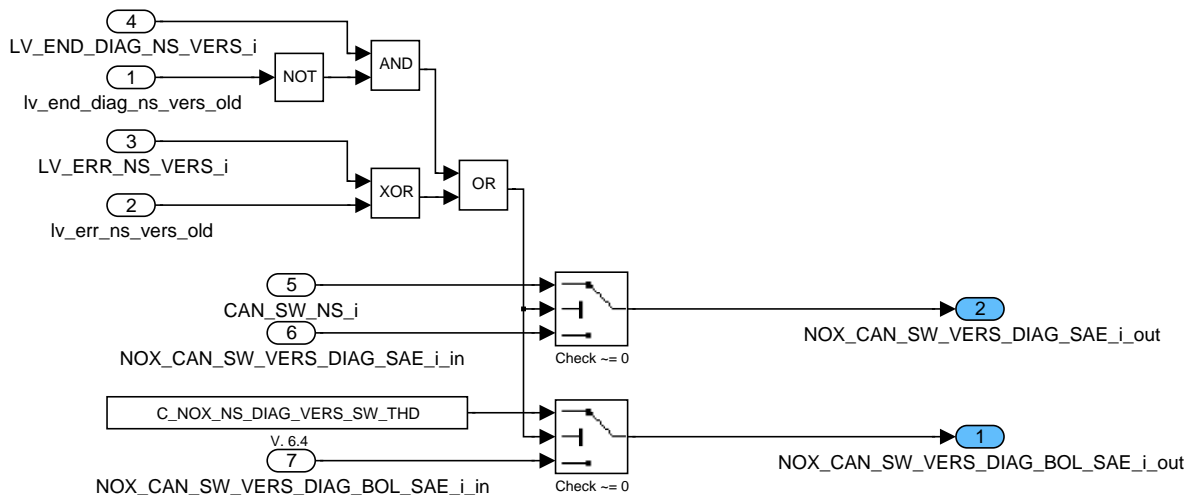 4
LV_END_DIAG_NS_VERS_i
AND
1
NOT
lv_end_diag_ns_vers_old
3
LV_ERR_NS_VERS_i
XOR
OR
2
lv_err_ns_vers_old
5
CAN_SW_NS_i
2
NOX_CAN_SW_VERS_DIAG_SAE_i_out
6
NOX_CAN_SW_VERS_DIAG_SAE_i_in
Check ~= 0
C_NOX_NS_DIAG_VERS_SW_THD
V. 6.4
1
NOX_CAN_SW_VERS_DIAG_BOL_SAE_i_out
7
NOX_CAN_SW_VERS_DIAG_BOL_SAE_i_in
Check ~= 0